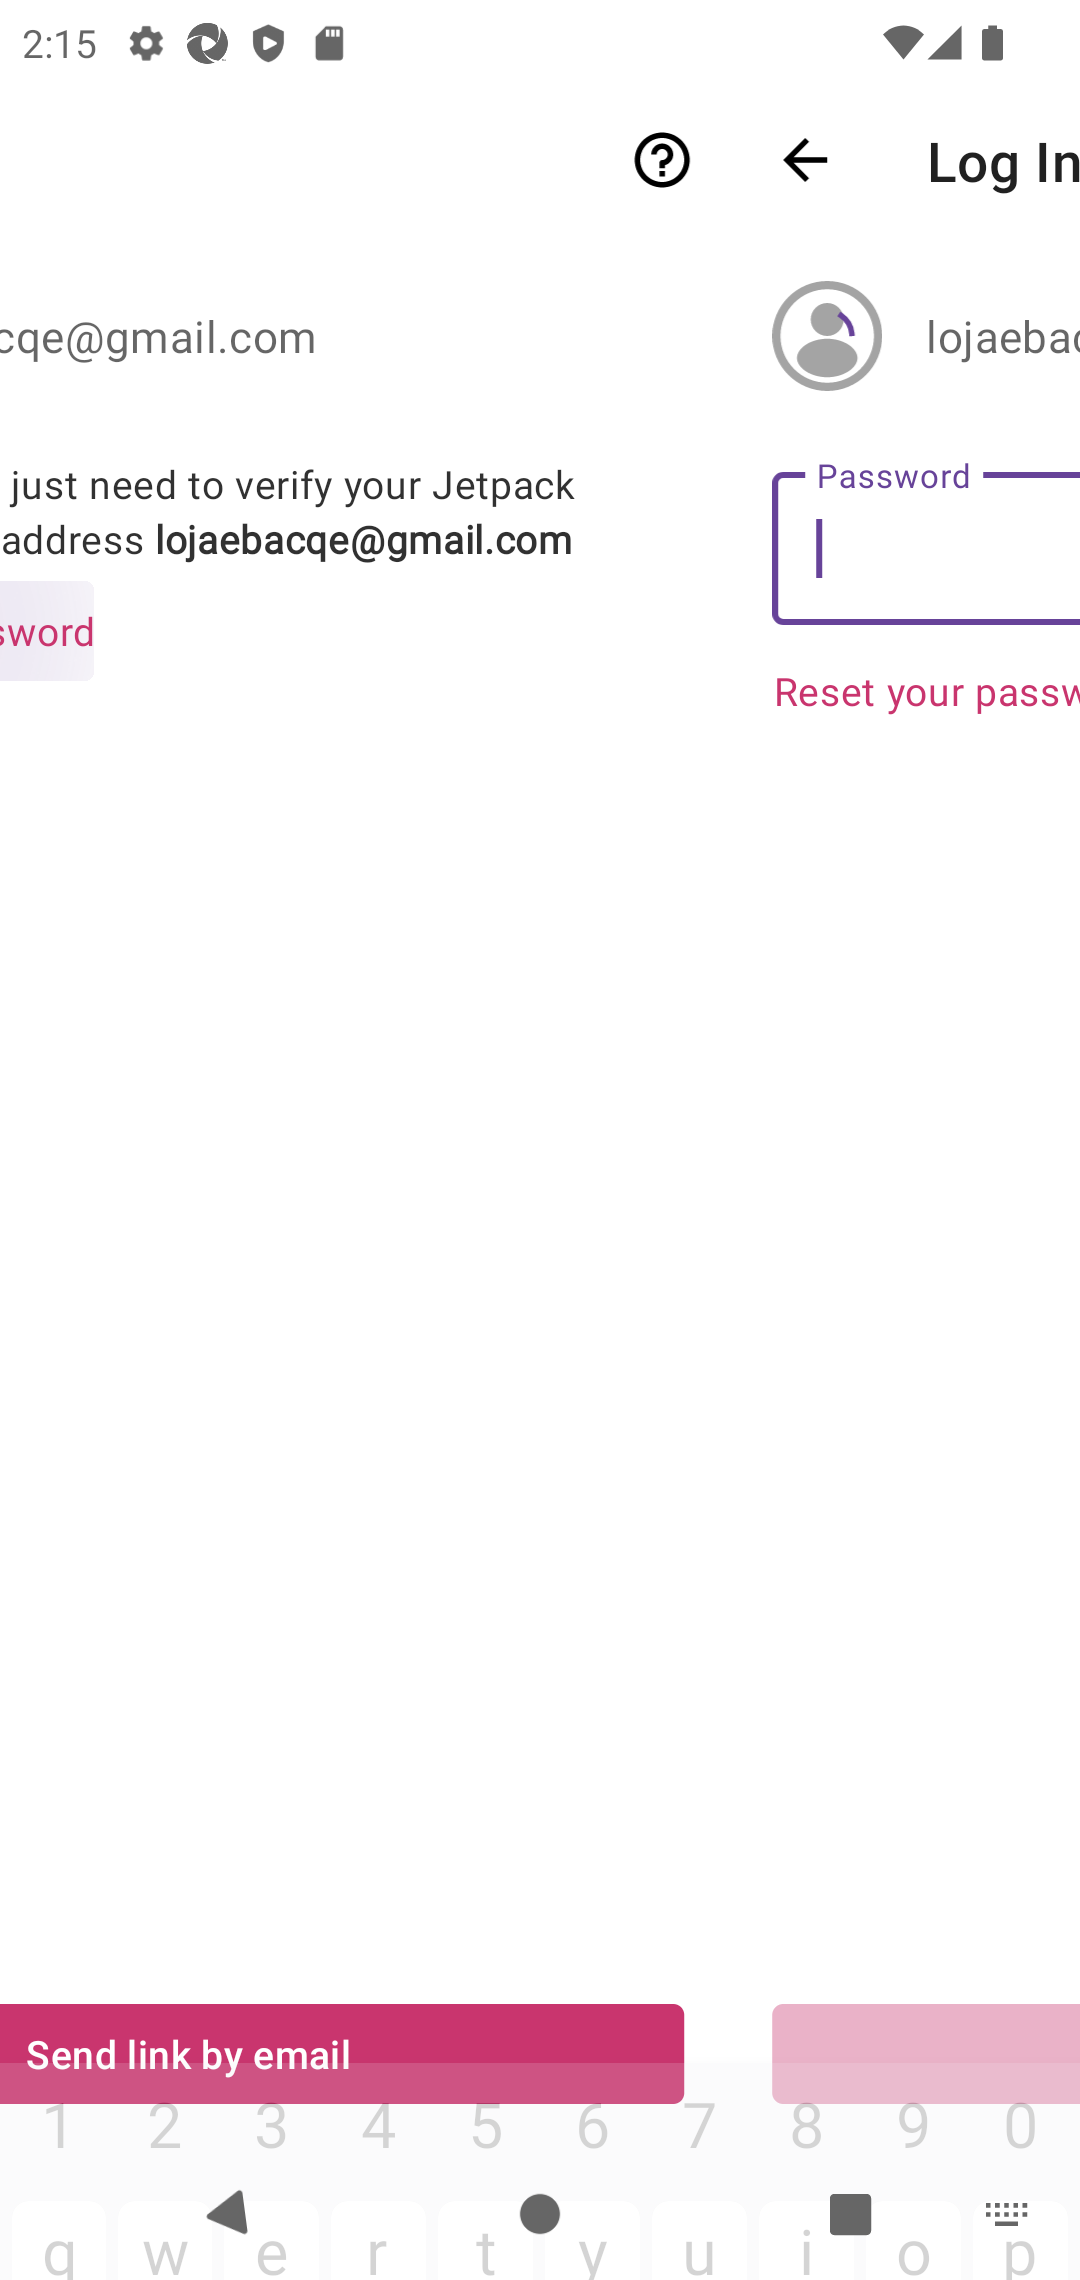 2:15
Log In
cqe@gmail.com
lojaebac
just need to verify your Jetpack
address lojaebacqe@gmail.com
sword
Password
Reset your passw
Send link by email
1 2 3 4 5 6 7 8 9 0
q w e r t y u i o p